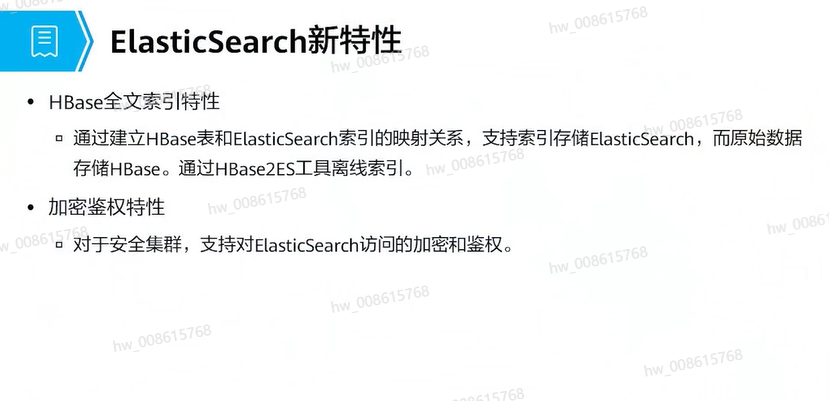 ElasticSearch新特性
• HBase全文索引特性
▫ 通过建立HBase表和ElasticSearch索引的映射关系，支持索引存储ElasticSearch，而原始数据
存储HBase。通过HBase2ES工具离线索引。
• 加密鉴权特性
▫ 对于安全集群，支持对ElasticSearch访问的加密和鉴权。
hw_008615768
hw_008615768
hw_008615768
hw_008615768
hw_008615768
hw_008615768
hw_008615768
hw_008615768
hw_008615768
hw_008615768